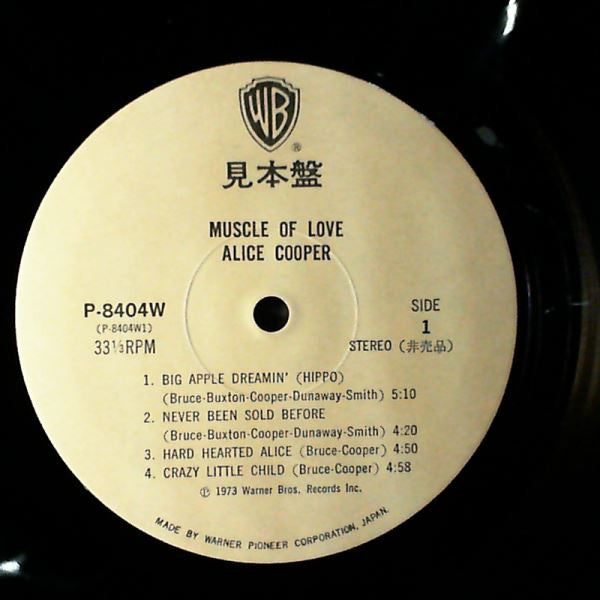 WB
®
見本盤
MUSCLE OF LOVE
ALICE COOPER
P-8404W
(P-8404W1)
33⅓RPM
SIDE
1
STEREO (非売品)
1. BIG APPLE DREAMIN' (HIPPO)
(Bruce-Buxton-Cooper-Dunaway-Smith) 5:10
2. NEVER BEEN SOLD BEFORE
(Bruce-Buxton-Cooper-Dunaway-Smith) 4:20
3. HARD HEARTED ALICE (Bruce-Cooper) 4:50
4. CRAZY LITTLE CHILD (Bruce-Cooper) 4:58
℗ 1973 Warner Bros. Records Inc.
MADE BY WARNER PIONEER CORPORATION, JAPAN.